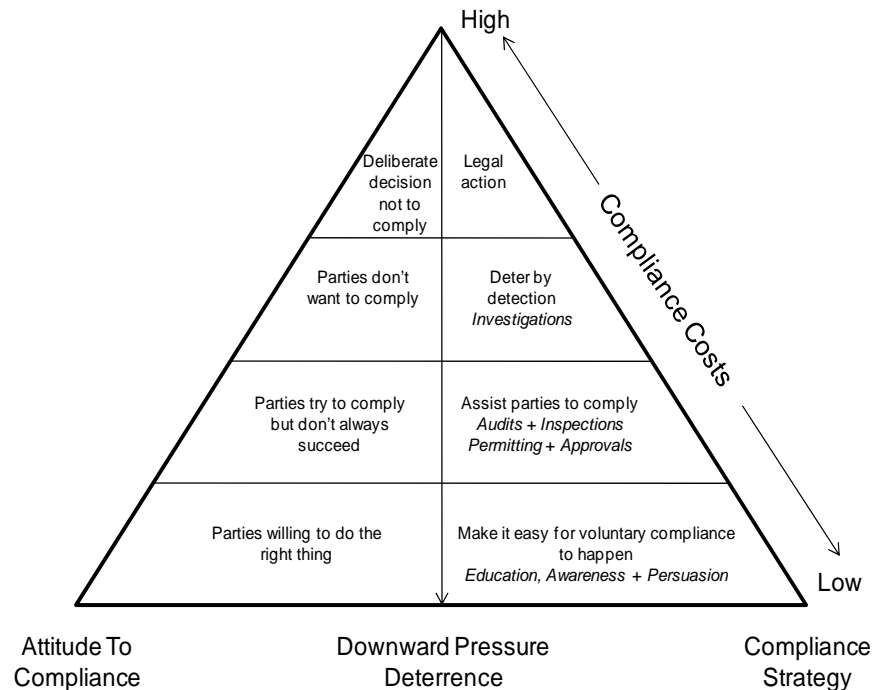 High
Deliberate
decision
not to
comply
Legal
action
Compliance Costs
Parties don't
want to comply
Deter by
detection
Investigations
Parties try to comply
but don't always
succeed
Assist parties to comply
Audits + Inspections
Permitting + Approvals
Parties willing to do the
right thing
Make it easy for voluntary compliance
to happen
Education, Awareness + Persuasion
Low
Attitude To
Compliance
Downward Pressure
Deterrence
Compliance
Strategy